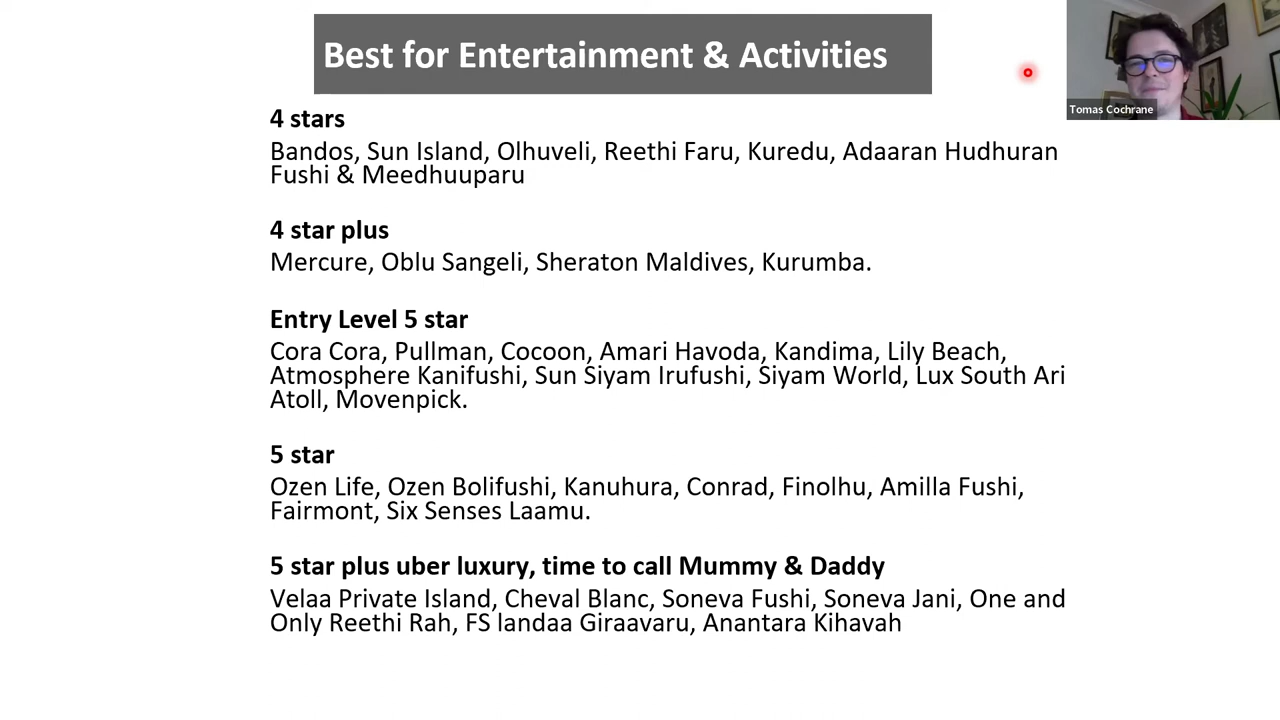 Best for Entertainment & Activities
Tomas Cochrane
4 stars
Bandos, Sun Island, Olhuveli, Reethi Faru, Kuredu, Adaaran Hudhuran
Fushi & Meedhuuparu
4 star plus
Mercure, Oblu Sangeli, Sheraton Maldives, Kurumba.
Entry Level 5 star
Cora Cora, Pullman, Cocoon, Amari Havoda, Kandima, Lily Beach,
Atmosphere Kanifushi, Sun Siyam Irufushi, Siyam World, Lux South Ari
Atoll, Movenpick.
5 star
Ozen Life, Ozen Bolifushi, Kanuhura, Conrad, Finolhu, Amilla Fushi,
Fairmont, Six Senses Laamu.
5 star plus uber luxury, time to call Mummy & Daddy
Velaa Private Island, Cheval Blanc, Soneva Fushi, Soneva Jani, One and
Only Reethi Rah, FS landaa Giraavaru, Anantara Kihavah